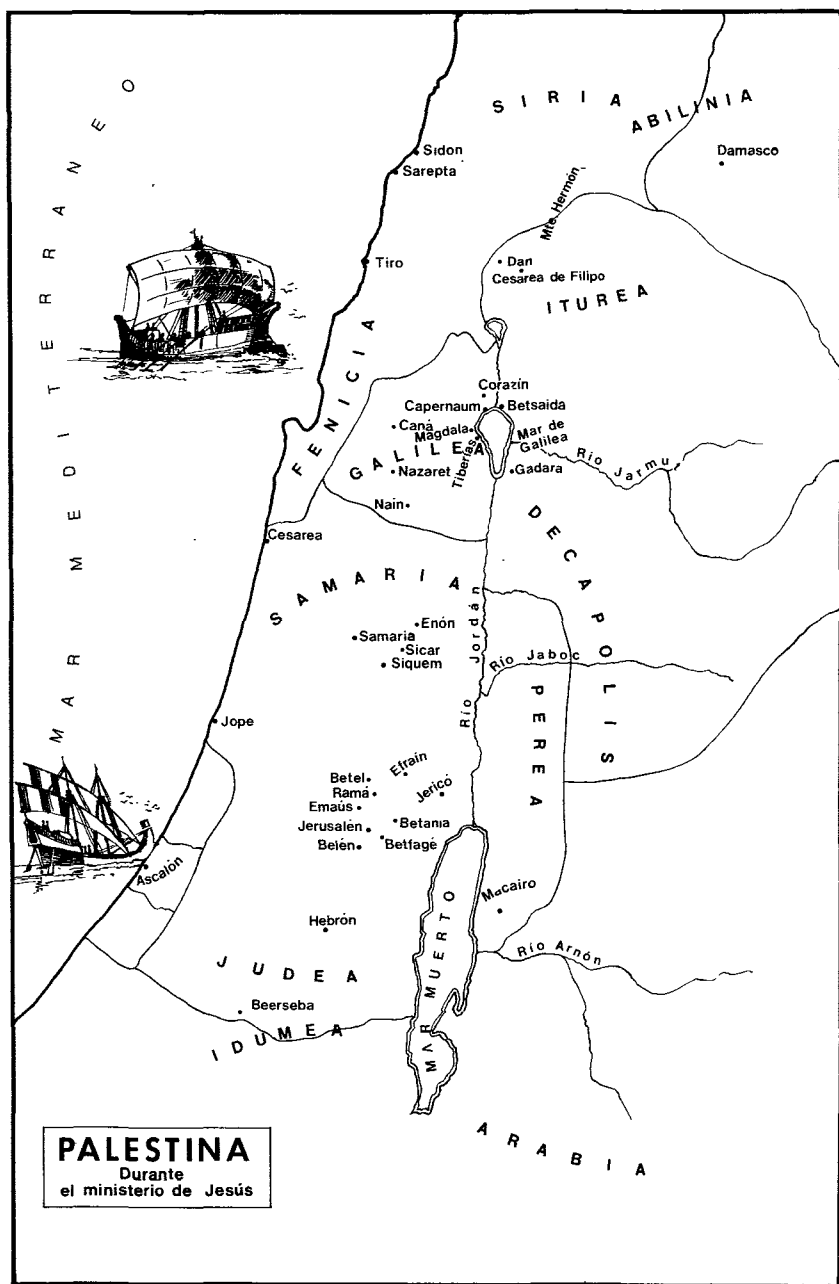 MAR MEDITERRANEO
SIRIA
ABILINIA
Sidon
Sarepta
Damasco
Mte Hermón
Tiro
Dan
Cesarea de Filipo
ITUREA
FENICIA
Corazín
Capernaum
Betsaida
Caná
Magdala
Mar de
Galilea
GALILEA
Tiberías
Río Jarmu
Nazaret
Gadara
Naín
Cesarea
DECAPOLIS
SAMARIA
Enón
Samaria
Sicar
Siquem
Río Jordán
Río Jaboc
PEREA
Jope
Betel
Efraín
Ramá
Jericó
Emaús
Jerusalén
Betania
Belén
Betfagé
Ascalón
Macairo
Hebrón
MAR MUERTO
Río Arnón
JUDEA
Beerseba
IDUMEA
ARABIA
PALESTINA
Durante
el ministerio de Jesús